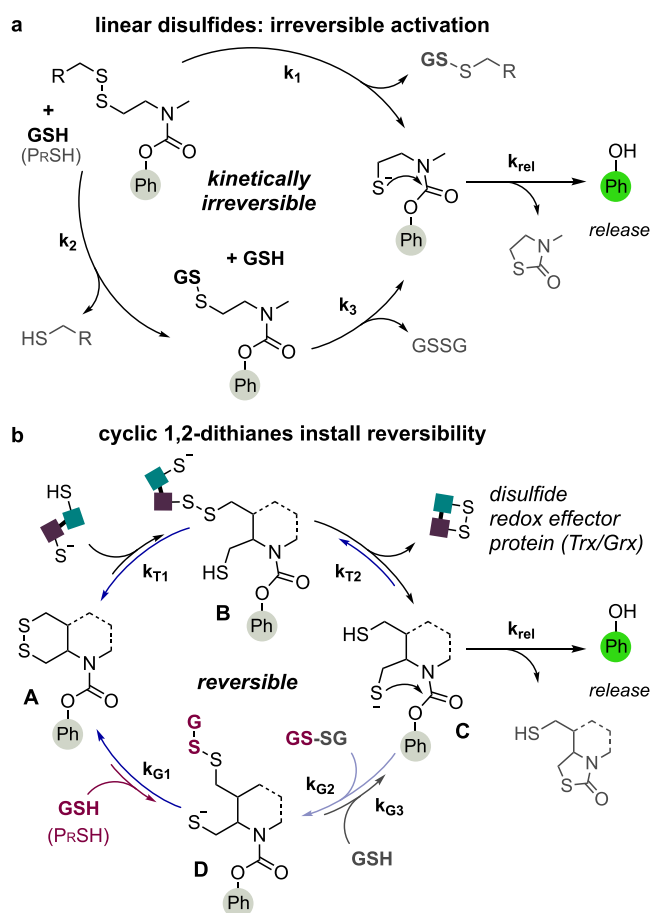 a linear disulfides: irreversible activation
R
S
S
N
O
O
Ph
+
GSH
(PRSH)
k1
GS
S
R
kinetically
irreversible
S-
N
O
O
Ph
krel
OH
Ph
release
N
S
O
k2
HS
R
+ GSH
GS
S
N
O
O
Ph
k3
GSSG
b cyclic 1,2-dithianes install reversibility
HS
S-
S-
S
S
HS
N
O
O
Ph
B
kT1
kT2
S
S
disulfide
redox effector
protein (Trx/Grx)
S
S
N
O
O
Ph
A
reversible
HS
S-
N
O
O
Ph
C
krel
OH
Ph
release
HS
N
S
O
kG1
GSH
(PRSH)
G
S
S
S-
N
O
O
Ph
D
GS-SG
kG2
kG3
GSH